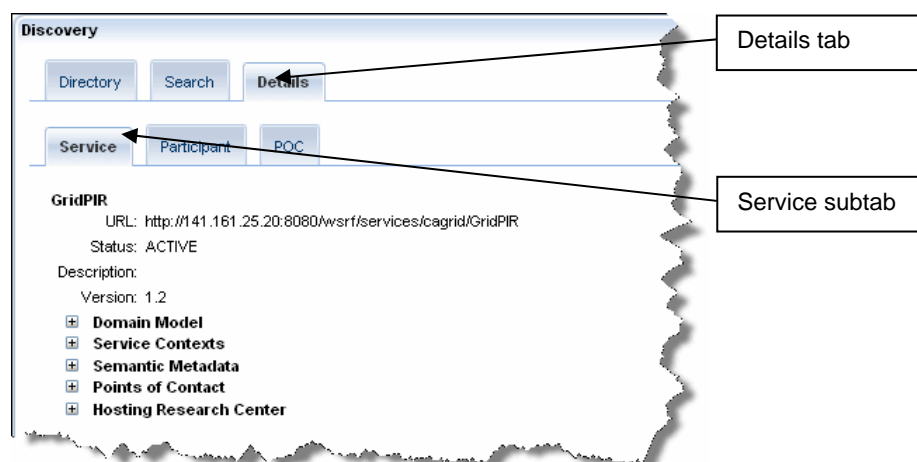 Discovery
Details tab
Directory Search Details
Service Participant POC
Service subtab
GridPIR
URL: http://141.161.25.20:8080/wsrf/services/cagrid/GridPIR
Status: ACTIVE
Description:
Version: 1.2
Domain Model
Service Contexts
Semantic Metadata
Points of Contact
Hosting Research Center